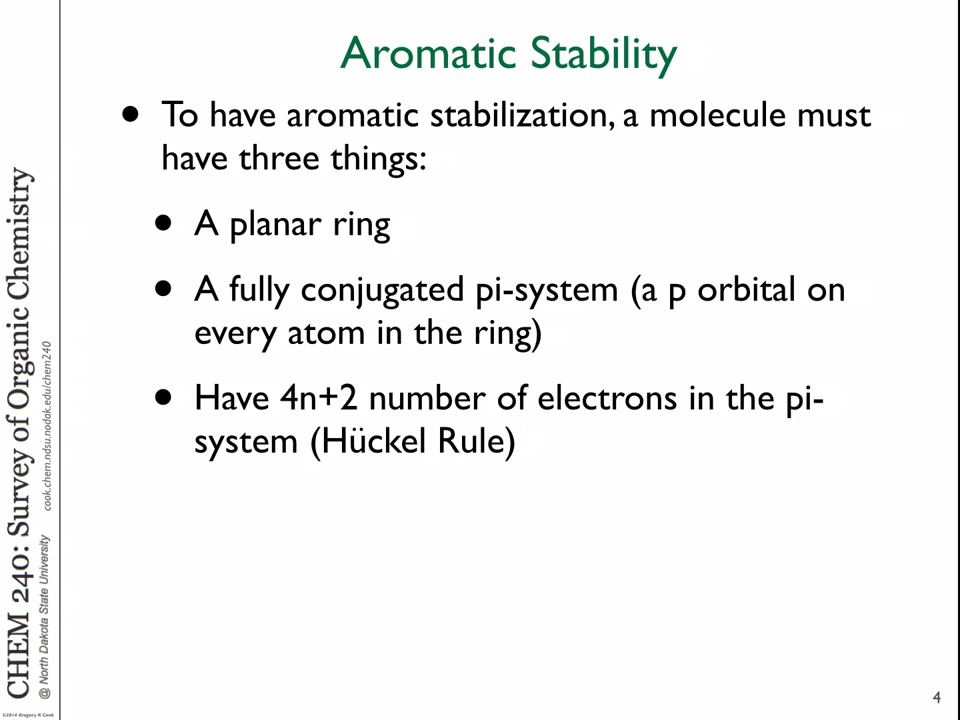 Aromatic Stability
• To have aromatic stabilization, a molecule must
have three things:
• A planar ring
• A fully conjugated pi-system (a p orbital on
every atom in the ring)
• Have 4n+2 number of electrons in the pi-
system (Hückel Rule)
CHEM 240: Survey of Organic Chemistry
@ North Dakota State University
cook.chem.ndsu.nodak.edu/chem240
©2014 Gregory R Cook
4